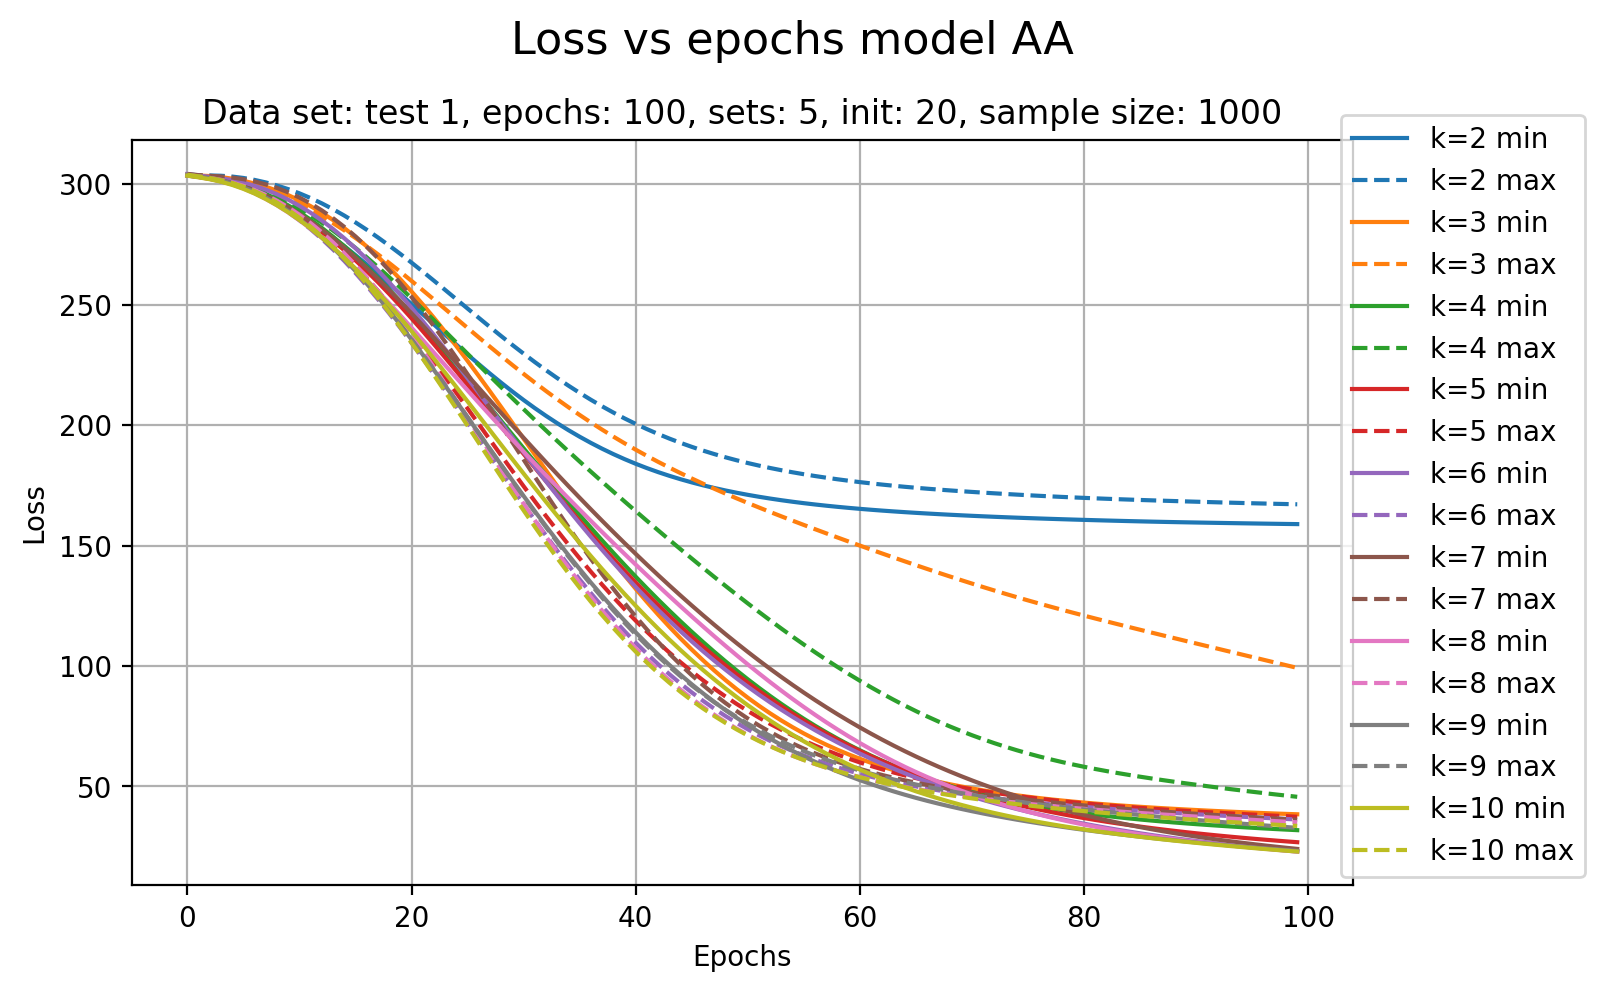 Loss vs epochs model AA
Data set: test 1, epochs: 100, sets: 5, init: 20, sample size: 1000
k=2 min
k=2 max
k=3 min
k=3 max
k=4 min
k=4 max
k=5 min
k=5 max
k=6 min
k=6 max
k=7 min
k=7 max
k=8 min
k=8 max
k=9 min
k=9 max
k=10 min
k=10 max
Loss
300
250
200
150
100
50
0 20 40 60 80 100
Epochs